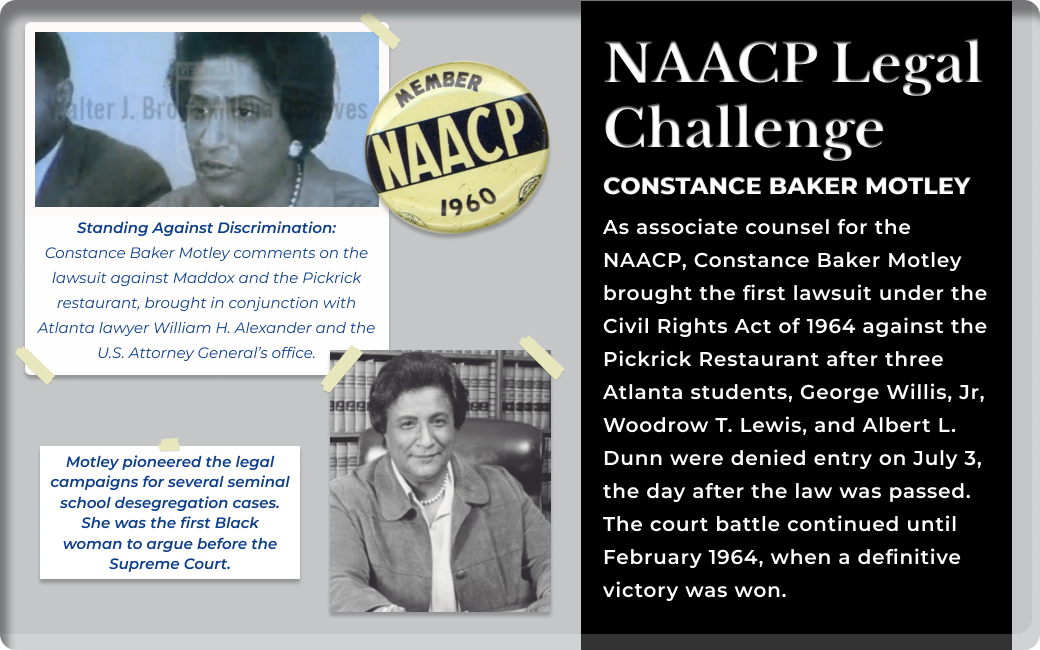 GEORGIA
Walter J. Bro
Standing Against Discrimination:
Constance Baker Motley comments on the
lawsuit against Maddox and the Pickrick
restaurant, brought in conjunction with
Atlanta lawyer William H. Alexander and the
U.S. Attorney General’s office.
MEMBER
NAACP
1960
Motley pioneered the legal
campaigns for several seminal
school desegregation cases.
She was the first Black
woman to argue before the
Supreme Court.
NAACP Legal
Challenge
CONSTANCE BAKER MOTLEY
As associate counsel for the
NAACP, Constance Baker Motley
brought the first lawsuit under the
Civil Rights Act of 1964 against the
Pickrick Restaurant after three
Atlanta students, George Willis, Jr,
Woodrow T. Lewis, and Albert L.
Dunn were denied entry on July 3,
the day after the law was passed.
The court battle continued until
February 1964, when a definitive
victory was won.